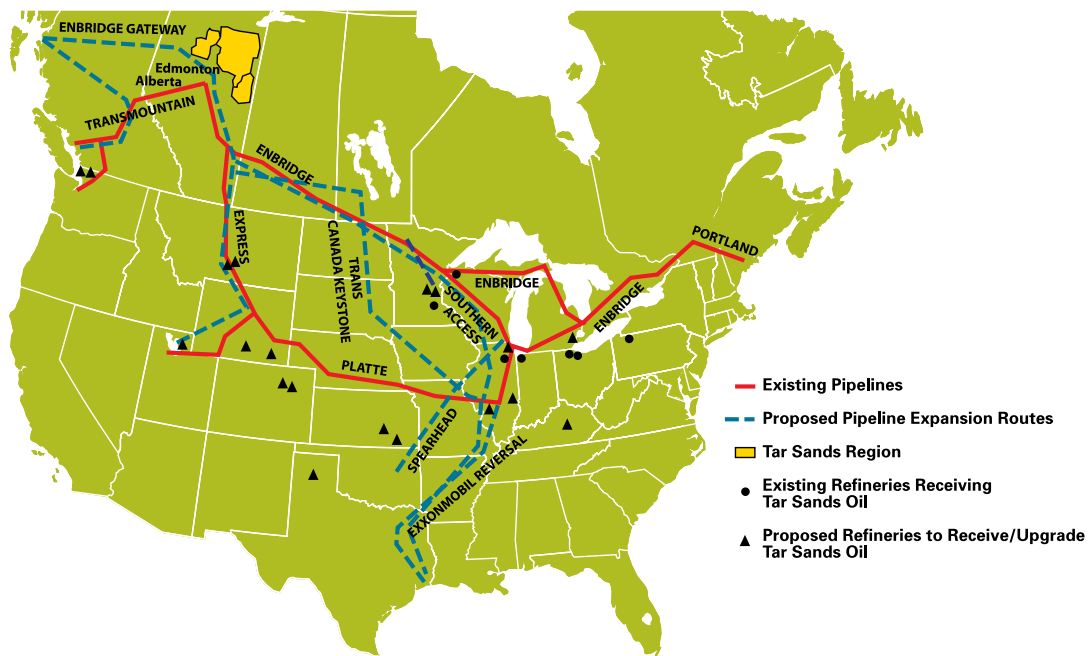 ENBRIDGE GATEWAY
Edmonton
Alberta
TRANSMOUNTAIN
ENBRIDGE
EXPRESS
TRANS
CANADA KEYSTONE
PORTLAND
ENBRIDGE
ENBRIDGE
SOUTHERN
ACCESS
PLATTE
SPEARHEAD
EXXONMOBIL REVERSAL
Existing Pipelines
Proposed Pipeline Expansion Routes
Tar Sands Region
Existing Refineries Receiving
Tar Sands Oil
Proposed Refineries to Receive/Upgrade
Tar Sands Oil